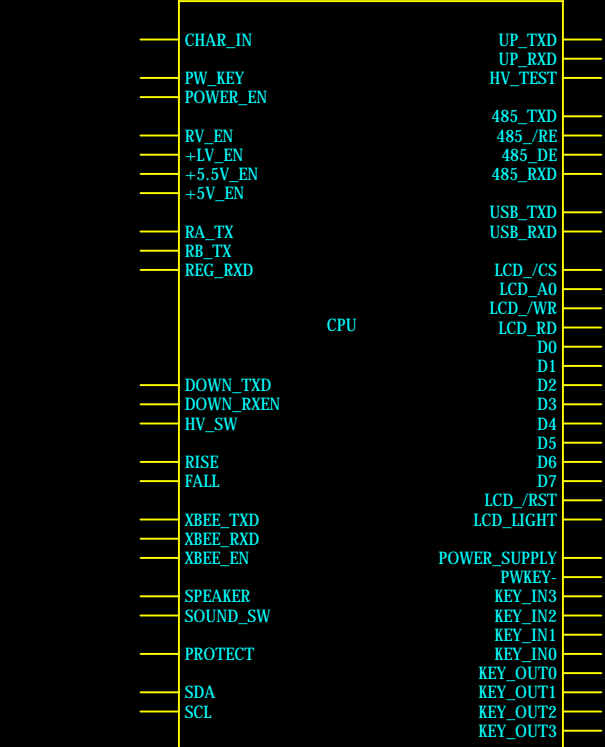 CHAR_IN
PW_KEY
POWER_EN
RV_EN
+LV_EN
+5.5V_EN
+5V_EN
RA_TX
RB_TX
REG_RXD
DOWN_TXD
DOWN_RXEN
HV_SW
RISE
FALL
XBEE_TXD
XBEE_RXD
XBEE_EN
SPEAKER
SOUND_SW
PROTECT
SDA
SCL
CPU
UP_TXD
UP_RXD
HV_TEST
485_TXD
485_/RE
485_DE
485_RXD
USB_TXD
USB_RXD
LCD_/CS
LCD_A0
LCD_/WR
LCD_RD
D0
D1
D2
D3
D4
D5
D6
D7
LCD_/RST
LCD_LIGHT
POWER_SUPPLY
PWKEY-
KEY_IN3
KEY_IN2
KEY_IN1
KEY_IN0
KEY_OUT0
KEY_OUT1
KEY_OUT2
KEY_OUT3